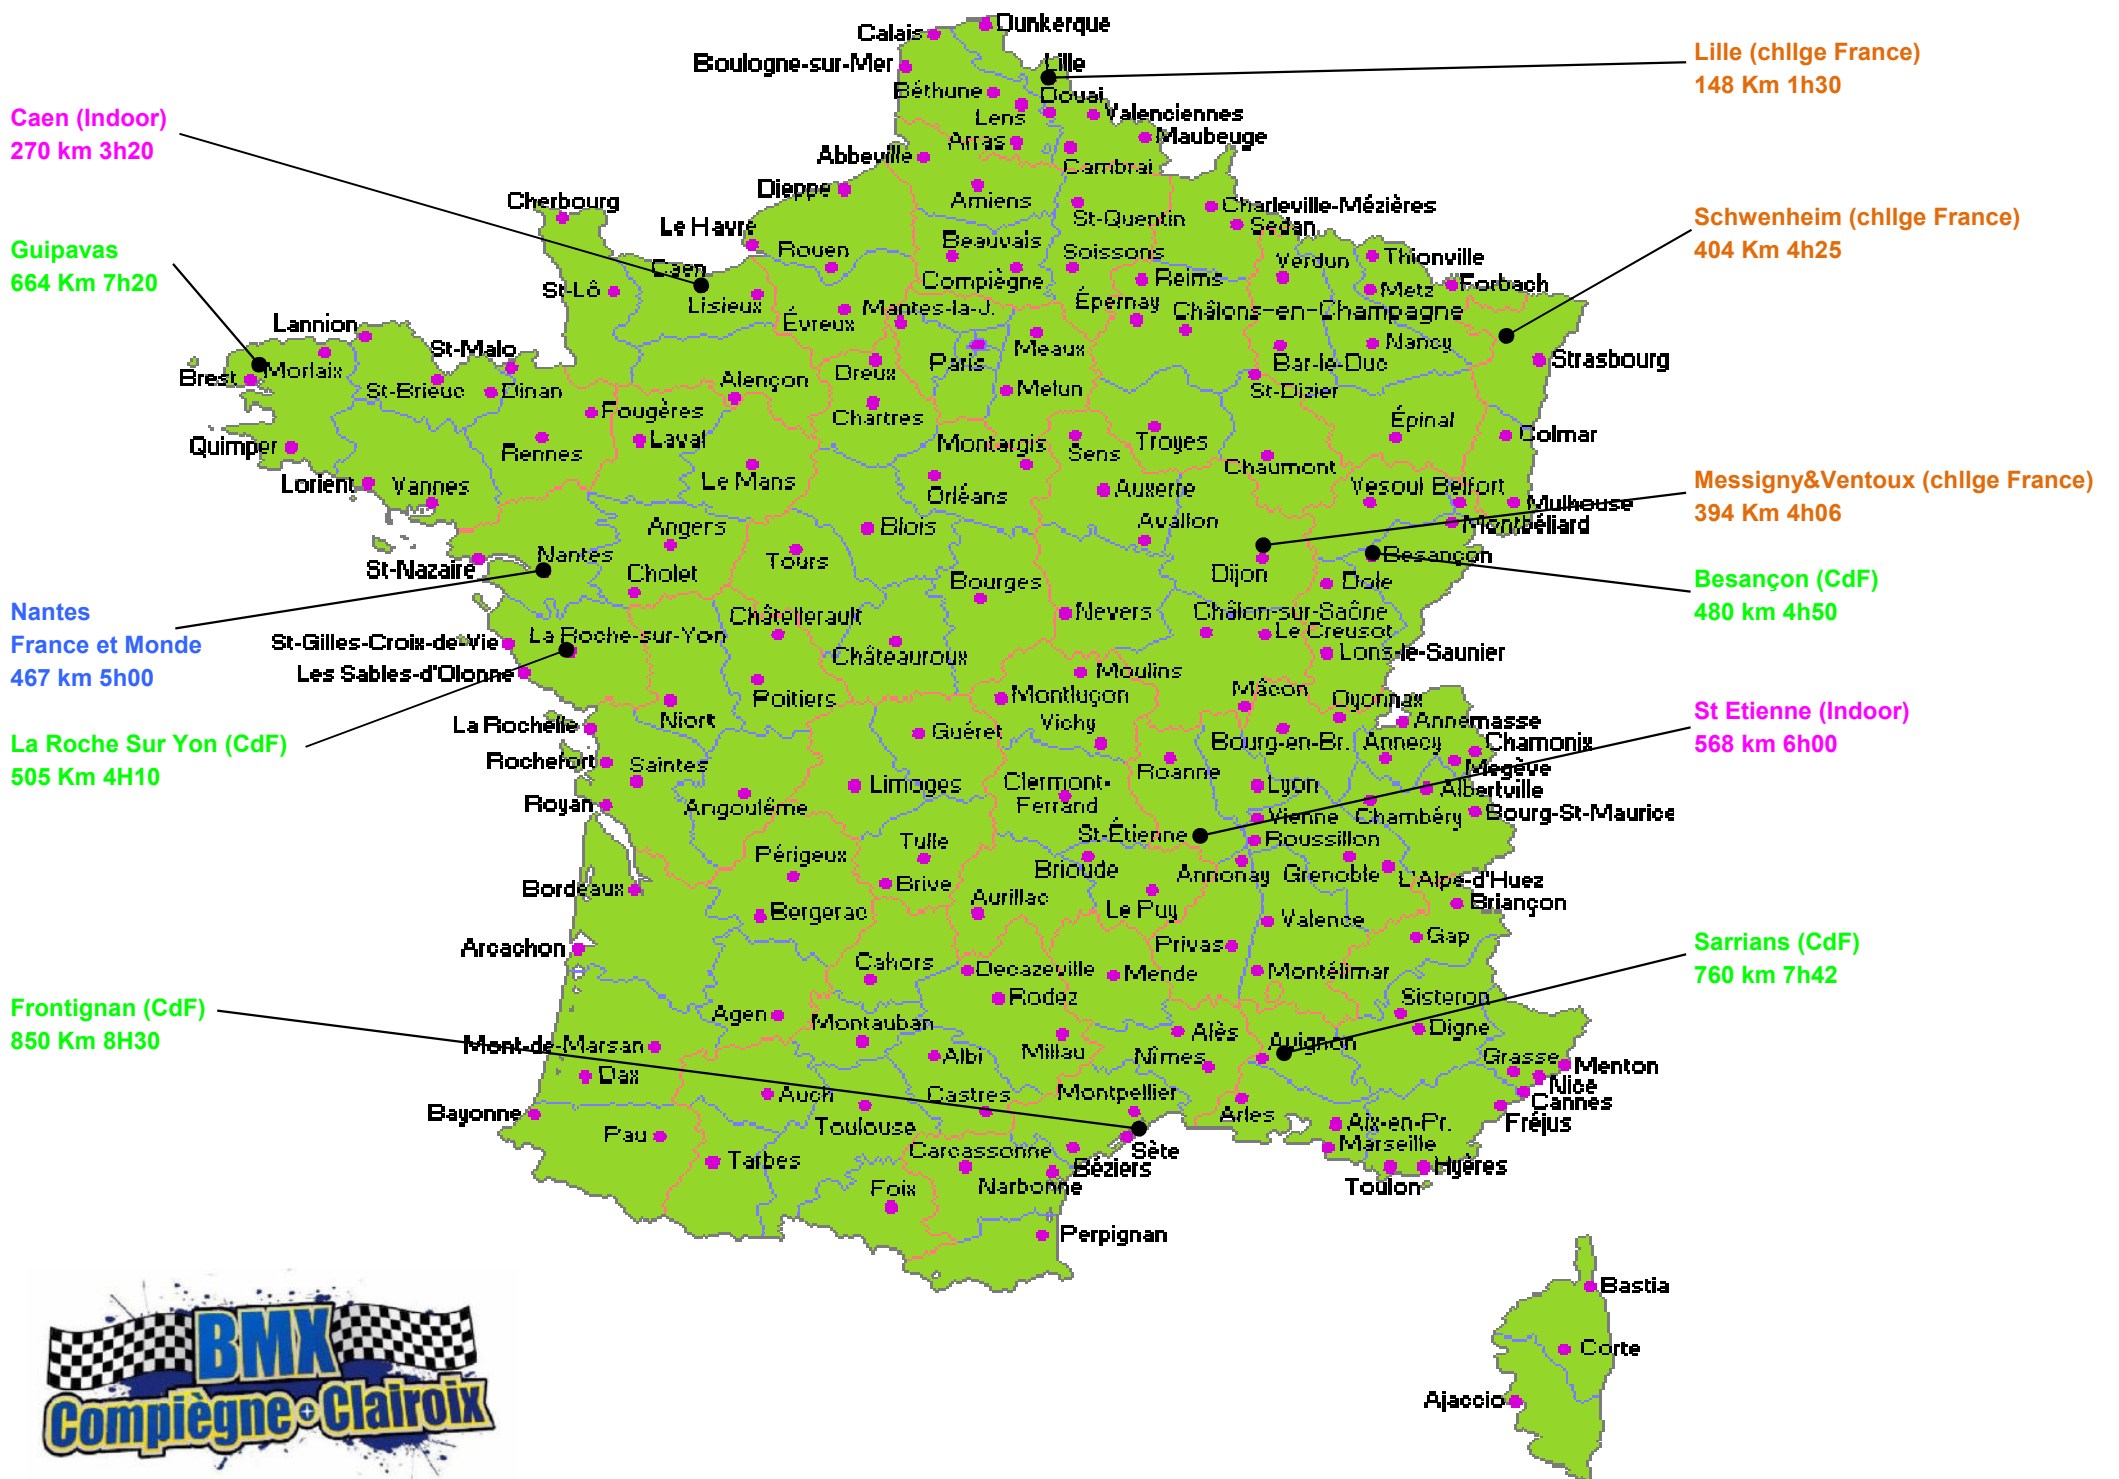 Caen (Indoor)
270 km 3h20
Guipavas
664 Km 7h20
Nantes
France et Monde
467 km 5h00
La Roche Sur Yon (CdF)
505 Km 4H10
Frontignan (CdF)
850 Km 8H30
Lille (chllge France)
148 Km 1h30
Schwenheim (chllge France)
404 Km 4h25
Messigny&Ventoux (chllge France)
394 Km 4h06
Besançon (CdF)
480 km 4h50
St Etienne (Indoor)
568 km 6h00
Sarrians (CdF)
760 km 7h42
Dunkerque
Calais
Boulogne-sur-Mer
Lille
Béthune
Douai
Lens
Valenciennes
Maubeuge
Arras
Abbeville
Cambrai
Dieppe
Amiens
Cherbourg
St-Quentin
Charleville-Mézières
Sedan
Le Havre
Rouen
Beauvais
Soissons
Caen
Compiègne
Reims
Verdun
Thionville
St-Lô
Lisieux
Metz
Forbach
Évreux
Mantes-la-J.
Épernay
Châlons-en-Champagne
Lannion
St-Malo
Paris
Meaux
Nancy
Brest
Morlaix
Dreux
Bar-le-Duc
Strasbourg
St-Brieuc
Dinan
Alençon
Melun
St-Dizier
Fougères
Chartres
Épinal
Quimper
Rennes
Laval
Montargis
Sens
Troyes
Colmar
Chaumont
Lorient
Vannes
Le Mans
Orléans
Auxerre
Vesoul
Belfort
Mulhouse
Angers
Blois
Avallon
Montbéliard
St-Nazaire
Nantes
Tours
Besançon
Cholet
Bourges
Dijon
Dole
Châtellerault
Nevers
Châlon-sur-Saône
St-Gilles-Croix-de-Vie
La Roche-sur-Yon
Le Creusot
Châteauroux
Lons-le-Saunier
Les Sables-d'Olonne
Moulins
Poitiers
Montluçon
Mâcon
Oyonnax
Niort
La Rochelle
Guéret
Vichy
Annemasse
Bourg-en-Br.
Annecy
Chamonix
Rochefort
Saintes
Roanne
Megève
Limoges
Clermont-
Ferrand
Lyon
Albertville
Royan
Angoulême
Vienne
Chambéry
Bourg-St-Maurice
St-Étienne
Roussillon
Tulle
Périgeux
Brioude
Annonay
Grenoble
L'Alpe-d'Huez
Bordeaux
Brive
Aurillac
Le Puy
Briançon
Bergerac
Valence
Arcachon
Privas
Gap
Cahors
Decazeville
Mende
Montélimar
Rodez
Sisteron
Agen
Montauban
Alès
Digne
Mont-de-Marsan
Albi
Millau
Nîmes
Avignon
Grasse
Menton
Dax
Nice
Auch
Castres
Montpellier
Cannes
Bayonne
Toulouse
Arles
Aix-en-Pr.
Fréjus
Pau
Carcassonne
Sète
Marseille
Tarbes
Béziers
Hyères
Foix
Narbonne
Toulon
Perpignan
Bastia
Corte
Ajaccio
BMX
Compiègne Clairoix